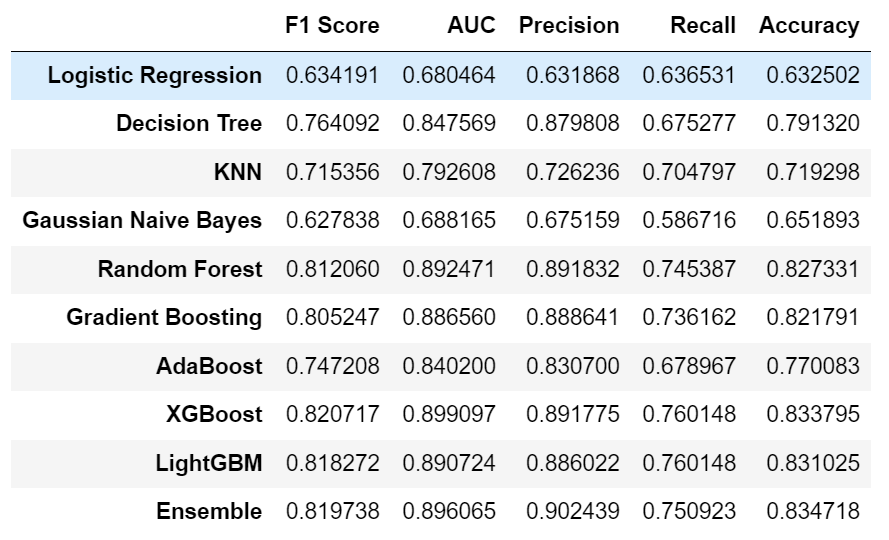 F1 Score AUC Precision Recall Accuracy
Logistic Regression 0.634191 0.680464 0.631868 0.636531 0.632502
Decision Tree 0.764092 0.847569 0.879808 0.675277 0.791320
KNN 0.715356 0.792608 0.726236 0.704797 0.719298
Gaussian Naive Bayes 0.627838 0.688165 0.675159 0.586716 0.651893
Random Forest 0.812060 0.892471 0.891832 0.745387 0.827331
Gradient Boosting 0.805247 0.886560 0.888641 0.736162 0.821791
AdaBoost 0.747208 0.840200 0.830700 0.678967 0.770083
XGBoost 0.820717 0.899097 0.891775 0.760148 0.833795
LightGBM 0.818272 0.890724 0.886022 0.760148 0.831025
Ensemble 0.819738 0.896065 0.902439 0.750923 0.834718